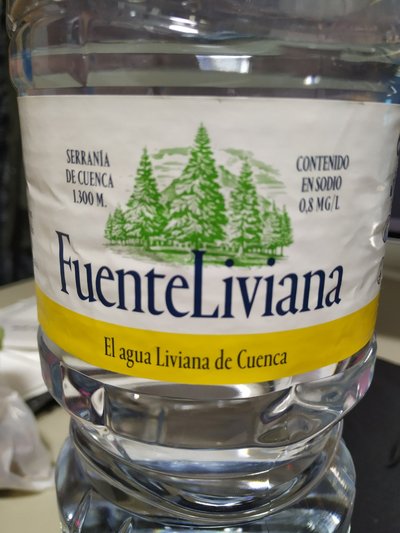 SERRANÍA
DE CUENCA
1.300 M.
CONTENIDO
EN SODIO
0,8 MG/L
FuenteLiviana
El agua Liviana de Cuenca